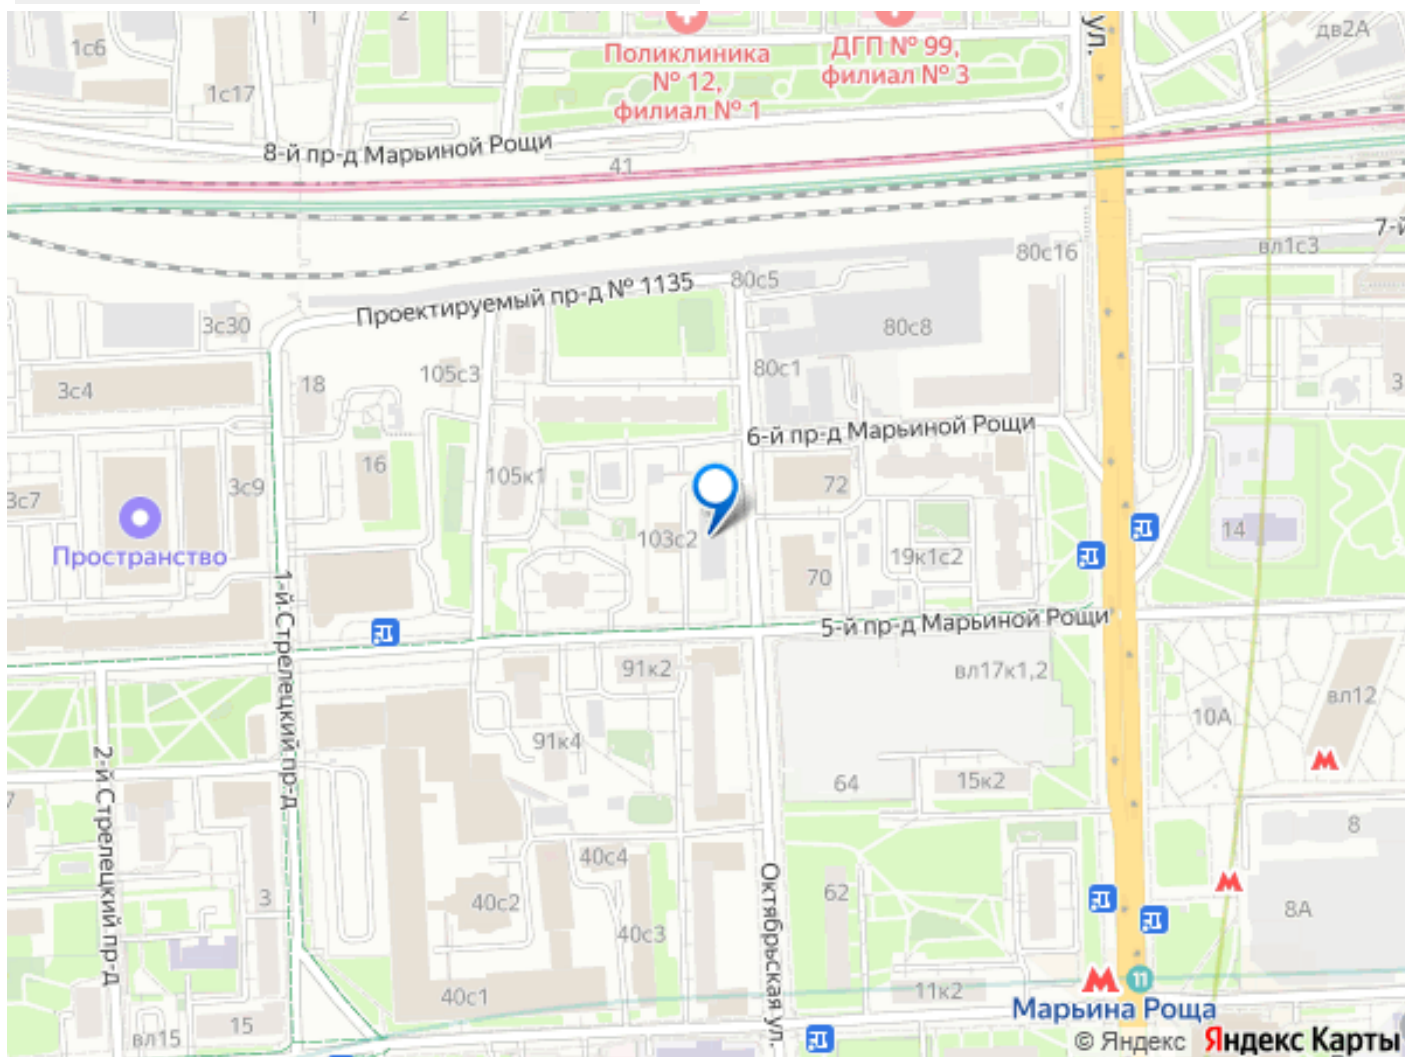 1с6
1
2
Поликлиника
№ 12,
филиал № 1
ДГП № 99,
филиал № 3
ул.
дв2А
1с17
8-й пр-д Марьиной Рощи
41
7-й
80с16
вл1с3
80с5
Проектируемый пр-д № 1135
3с30
80с8
80с1
105с3
18
3с4
3
6-й пр-д Марьиной Рощи
16
105к1
72
3с7
3с9
14
Пространство
103с2
19к1с2
70
1-й Стрелецкий пр-д
5-й пр-д Марьиной Рощи
91к2
вл17к1,2
вл12
10А
91к4
2-й Стрелецкий пр-д
64
15к2
7
8
40с4
Октябрьская ул.
3
62
40с2
8А
40с3
11
40с1
11к2
Марьина Роща
15
вл15
© Яндекс Яндекс Карты